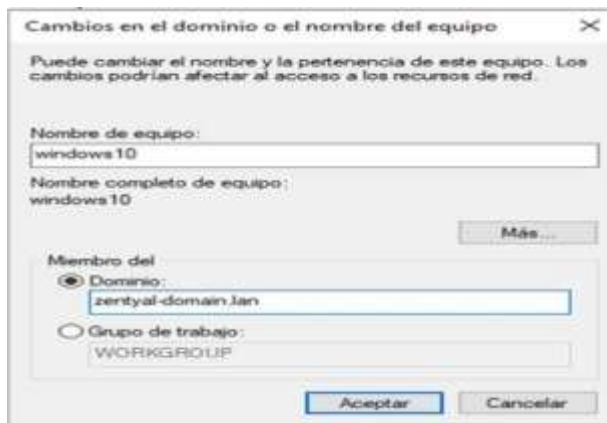 Cambios en el dominio o el nombre del equipo
Puede cambiar el nombre y la pertenencia de este equipo. Los
cambios podrían afectar al acceso a los recursos de red.
Nombre de equipo:
windows10
Nombre completo de equipo:
windows10
Más...
Miembro del
Dominio:
zentyal-domain.lan
Grupo de trabajo:
WORKGROUP
Aceptar Cancelar